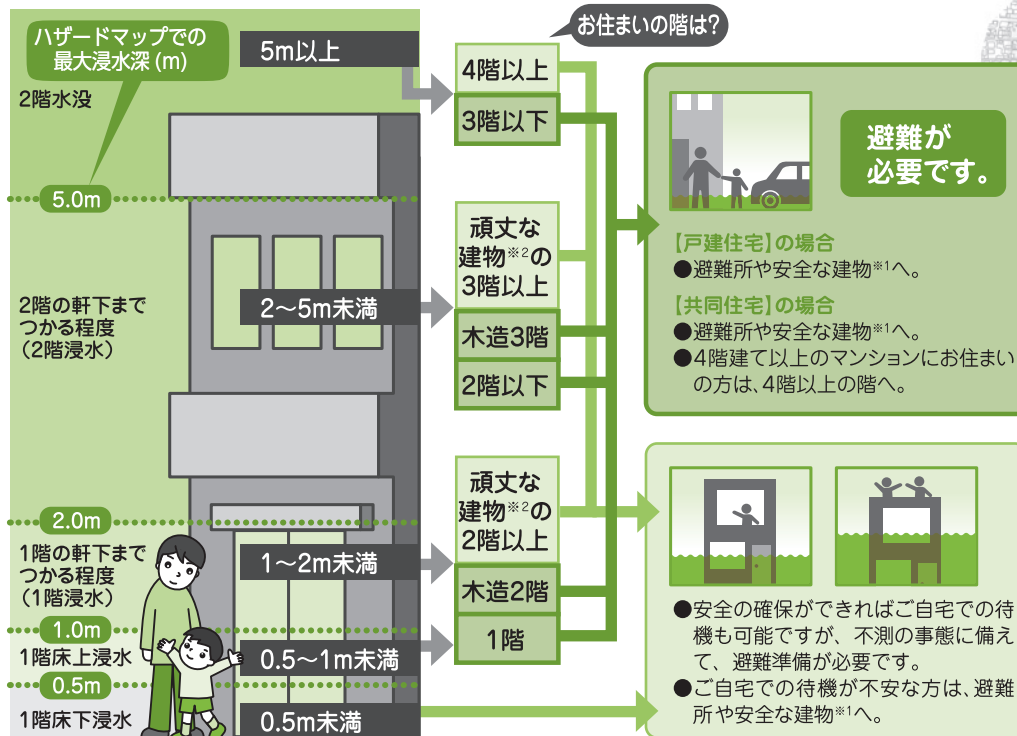 お住まいの階は?
ハザードマップでの
最大浸水深(m)
5m以上
2階水没
4階以上
3階以下
避難が
必要です。
5.0m
頑丈な
建物※2の
3階以上
【戸建住宅】の場合
●避難所や安全な建物※1へ。
【共同住宅】の場合
●避難所や安全な建物※1へ。
●4階建て以上のマンションにお住まい
の方は、4階以上の階へ。
2階の軒下まで
つかる程度
(2階浸水)
2〜5m未満
木造3階
2階以下
頑丈な
建物※2の
2階以上
2.0m
1階の軒下まで
つかる程度
(1階浸水)
1〜2m未満
木造2階
1.0m
1階床上浸水
0.5〜1m未満
1階
0.5m
1階床下浸水
0.5m未満
●安全の確保ができればご自宅での待
機も可能ですが、不測の事態に備え
て、避難準備が必要です。
●ご自宅での待機が不安な方は、避難
所や安全な建物※1へ。